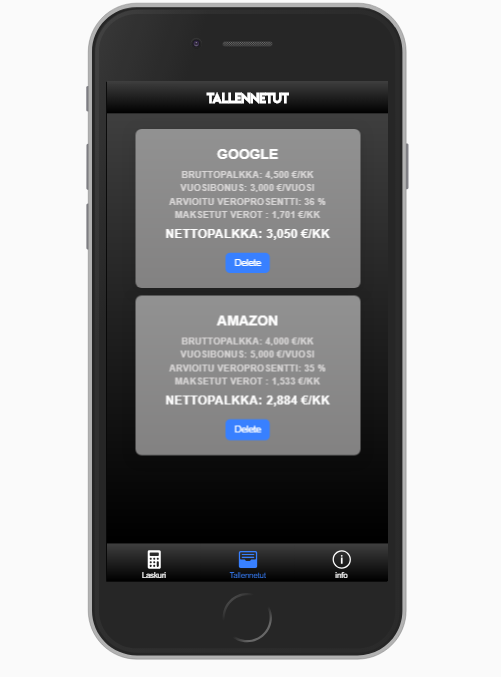 TALLENNETUT
GOOGLE
BRUTTOPALKKA: 4,500 €/KK
VUOSIBONUS: 3,000 €/VUOSI
ARVIOITU VEROPROSENTTI: 36 %
MAKSETUT VEROT : 1,701 €/KK
NETTOPALKKA: 3,050 €/KK
Delete
AMAZON
BRUTTOPALKKA: 4,000 €/KK
VUOSIBONUS: 5,000 €/VUOSI
ARVIOITU VEROPROSENTTI: 35 %
MAKSETUT VEROT : 1,533 €/KK
NETTOPALKKA: 2,884 €/KK
Delete
Laskuri
Tallennetut
info